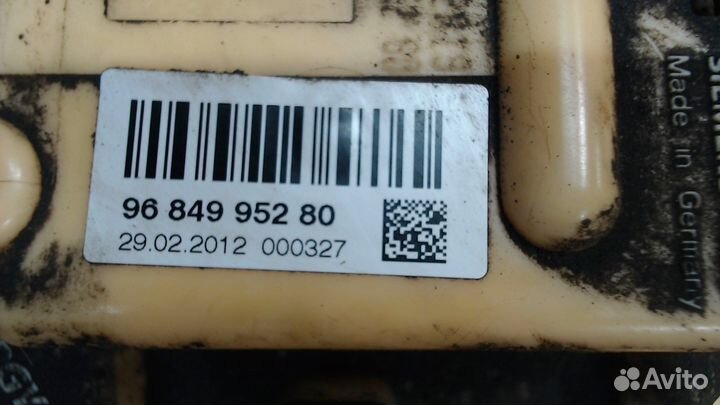 96 849 952 80
29.02.2012 000327
Made in Germany
Avito